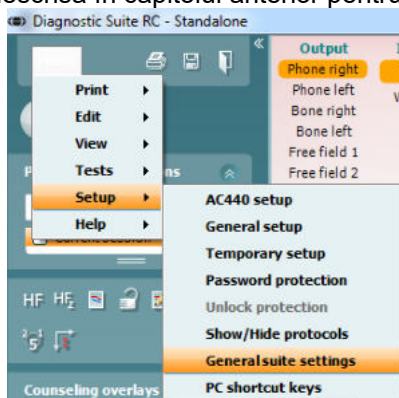 Diagnostic Suite RC - Standalone
Output
Phone right
Phone left
Bone right
Bone left
Free field 1
Free field 2
Print
Edit
View
Tests
Setup
Help
AC440 setup
General setup
Temporary setup
Password protection
Unlock protection
Show/Hide protocols
General suite settings
PC shortcut keys
HF HFz
Counseling overlays